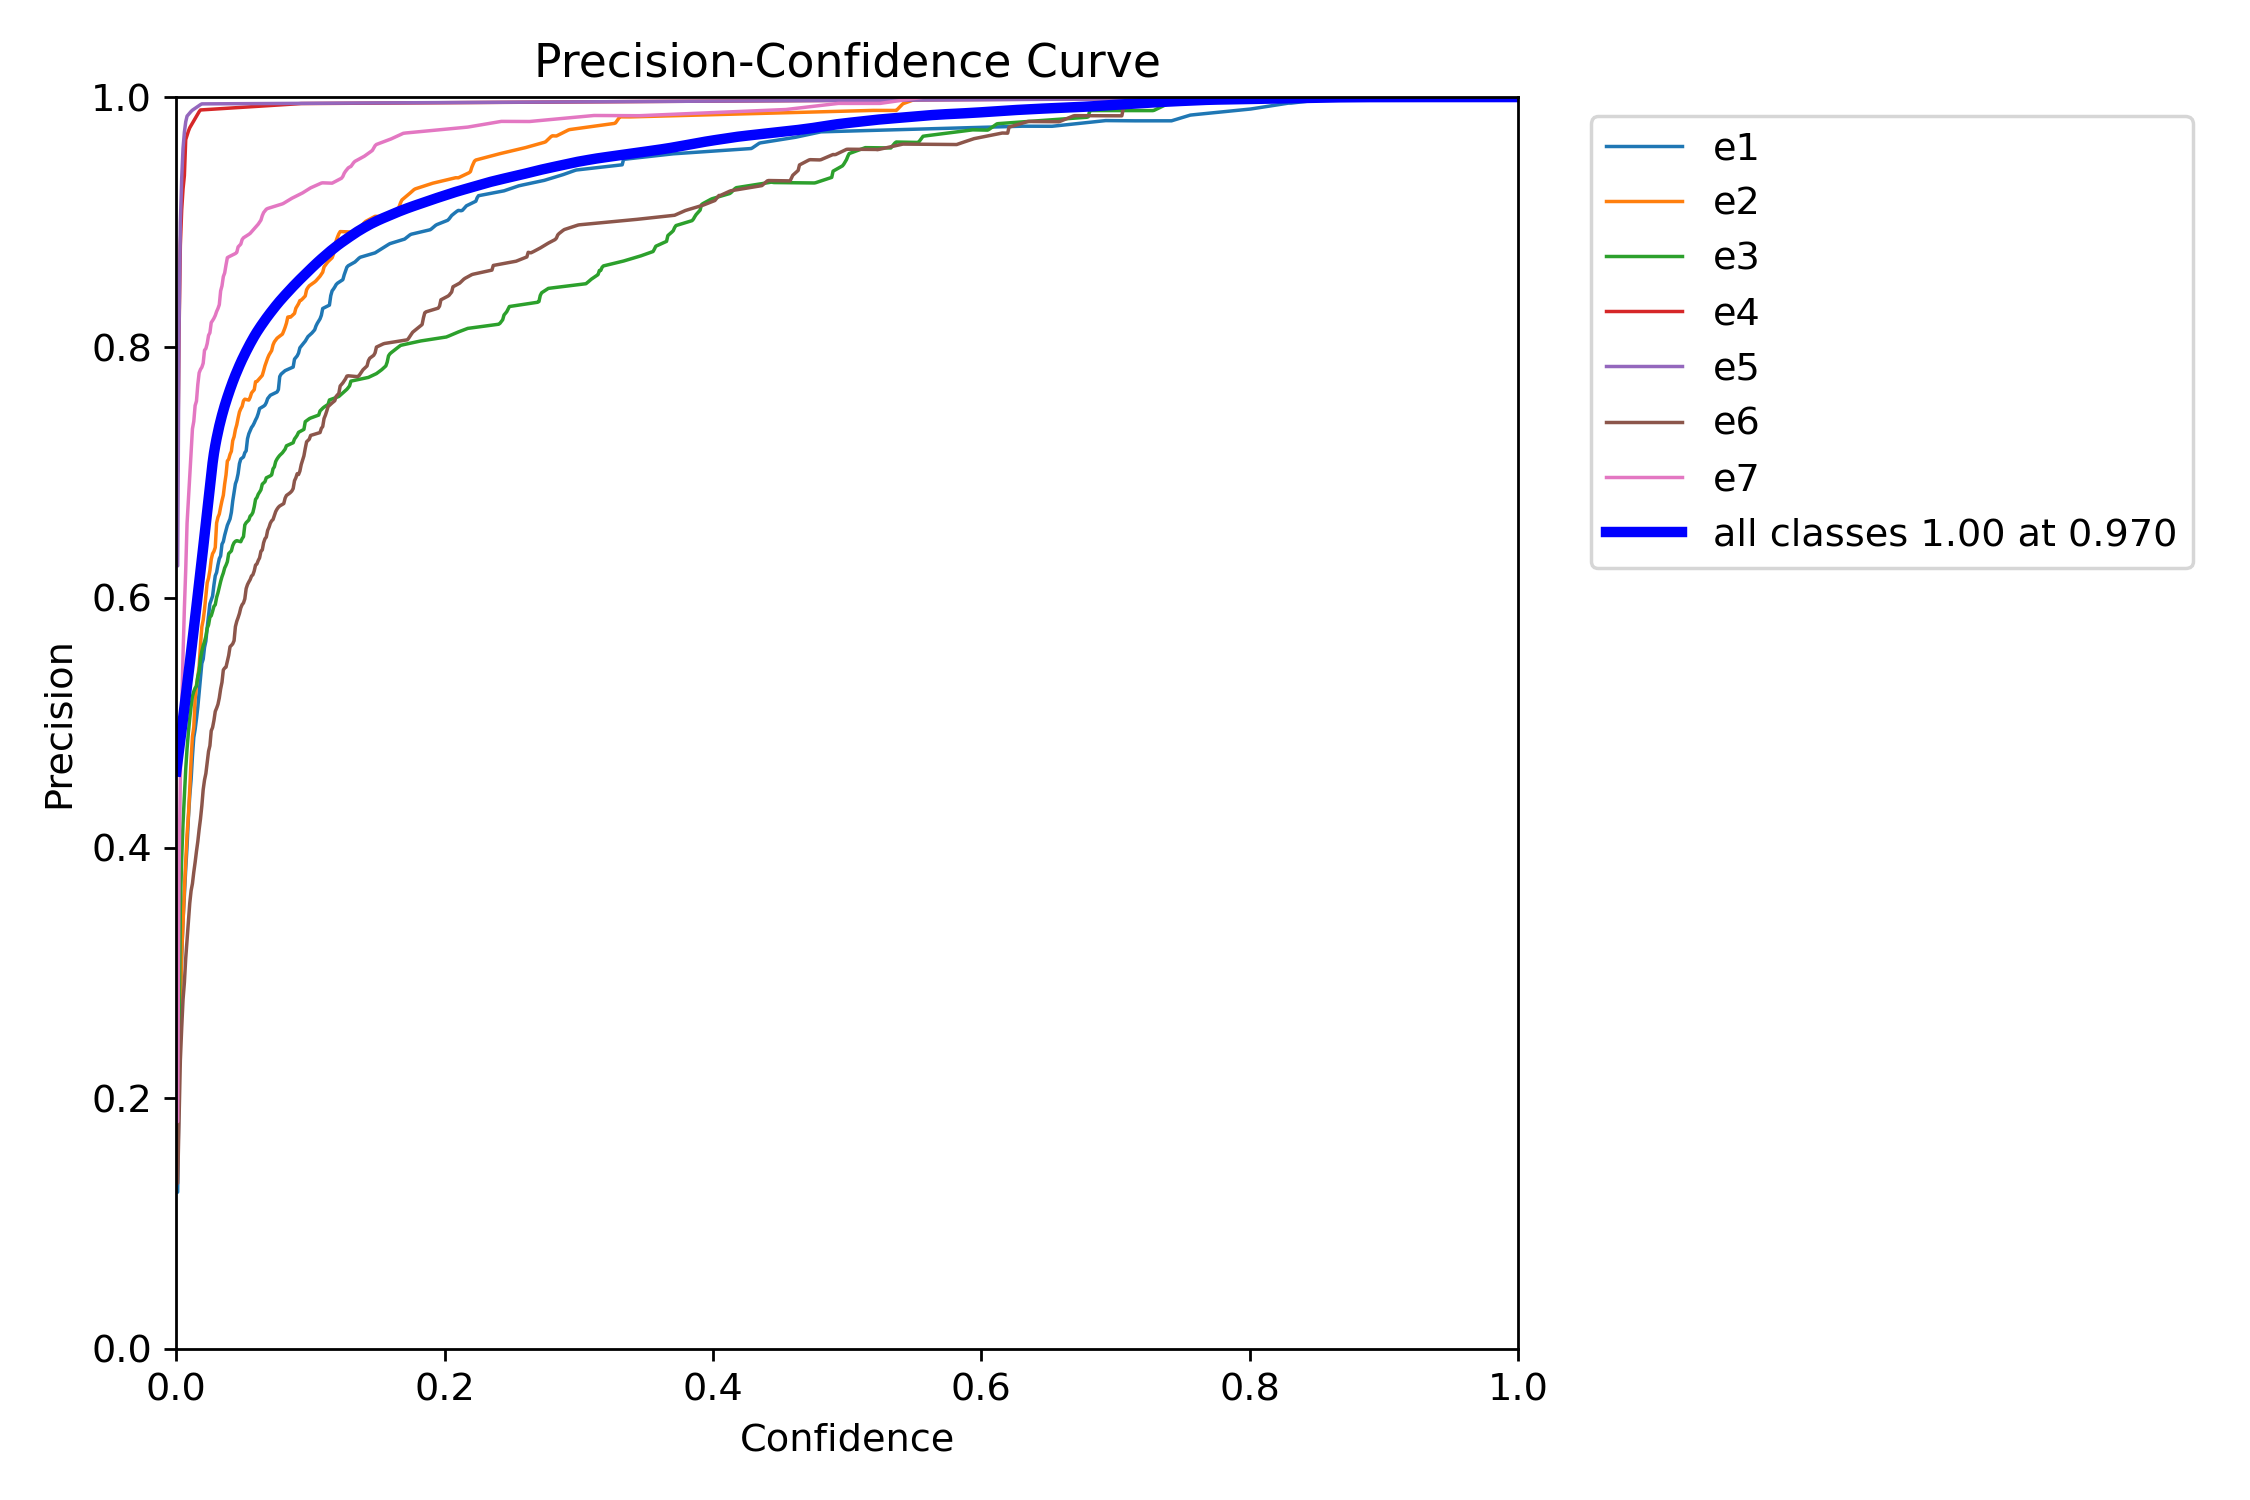 Precision-Confidence Curve
1.0
0.8
0.6
0.4
0.2
0.0
Precision
0.0 0.2 0.4 0.6 0.8 1.0
Confidence
e1
e2
e3
e4
e5
e6
e7
all classes 1.00 at 0.970